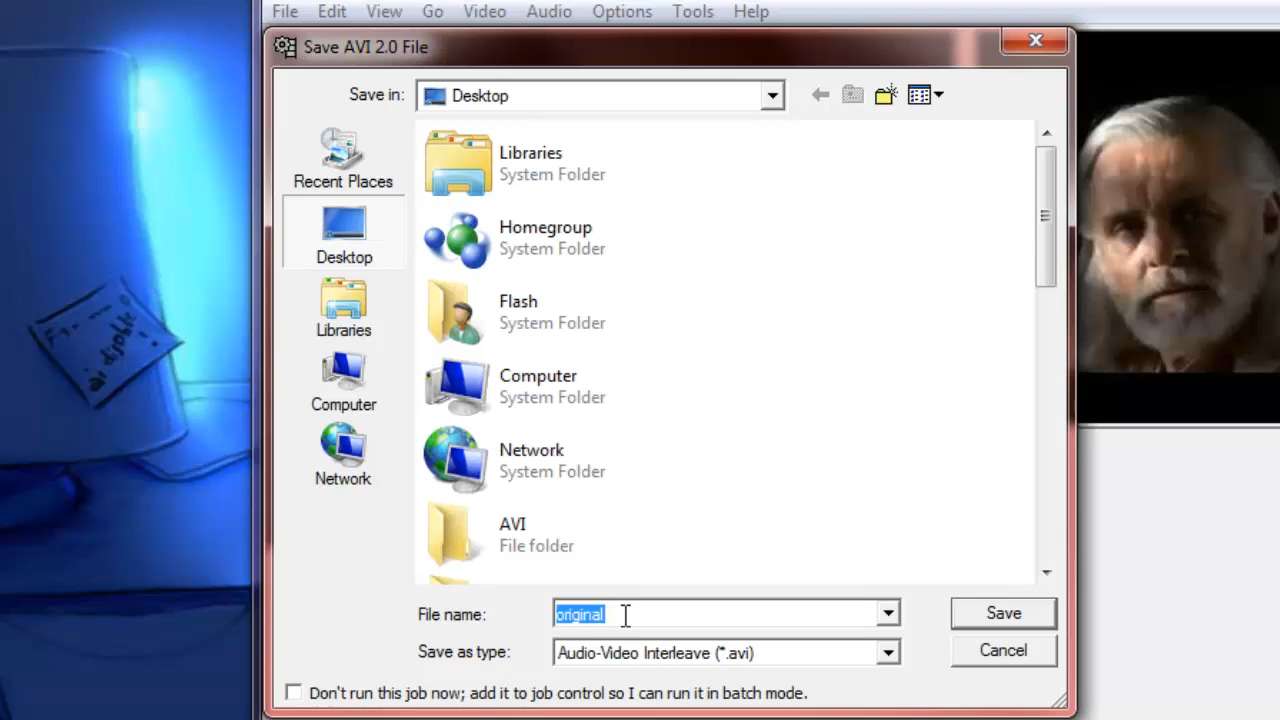 File Edit View Go Video Audio Options Tools Help
Save AVI 2.0 File
Save in: Desktop
Recent Places
Desktop
Libraries
Computer
Network
Libraries
System Folder
Homegroup
System Folder
Flash
System Folder
Computer
System Folder
Network
System Folder
AVI
File folder
File name: original Save
Save as type: Audio-Video Interleave (*.avi) Cancel
Don't run this job now; add it to job control so I can run it in batch mode.